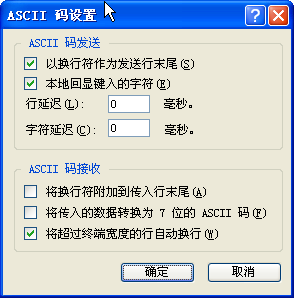 ASCII 码设置
ASCII 码发送
以换行符作为发送行末尾(S)
本地回显键入的字符(E)
行延迟(L): 0 毫秒。
字符延迟(C): 0 毫秒。
ASCII 码接收
将换行符附加到传入行末尾(A)
将传入的数据转换为 7 位的 ASCII 码(F)
将超过终端宽度的行自动换行(W)
确定 取消